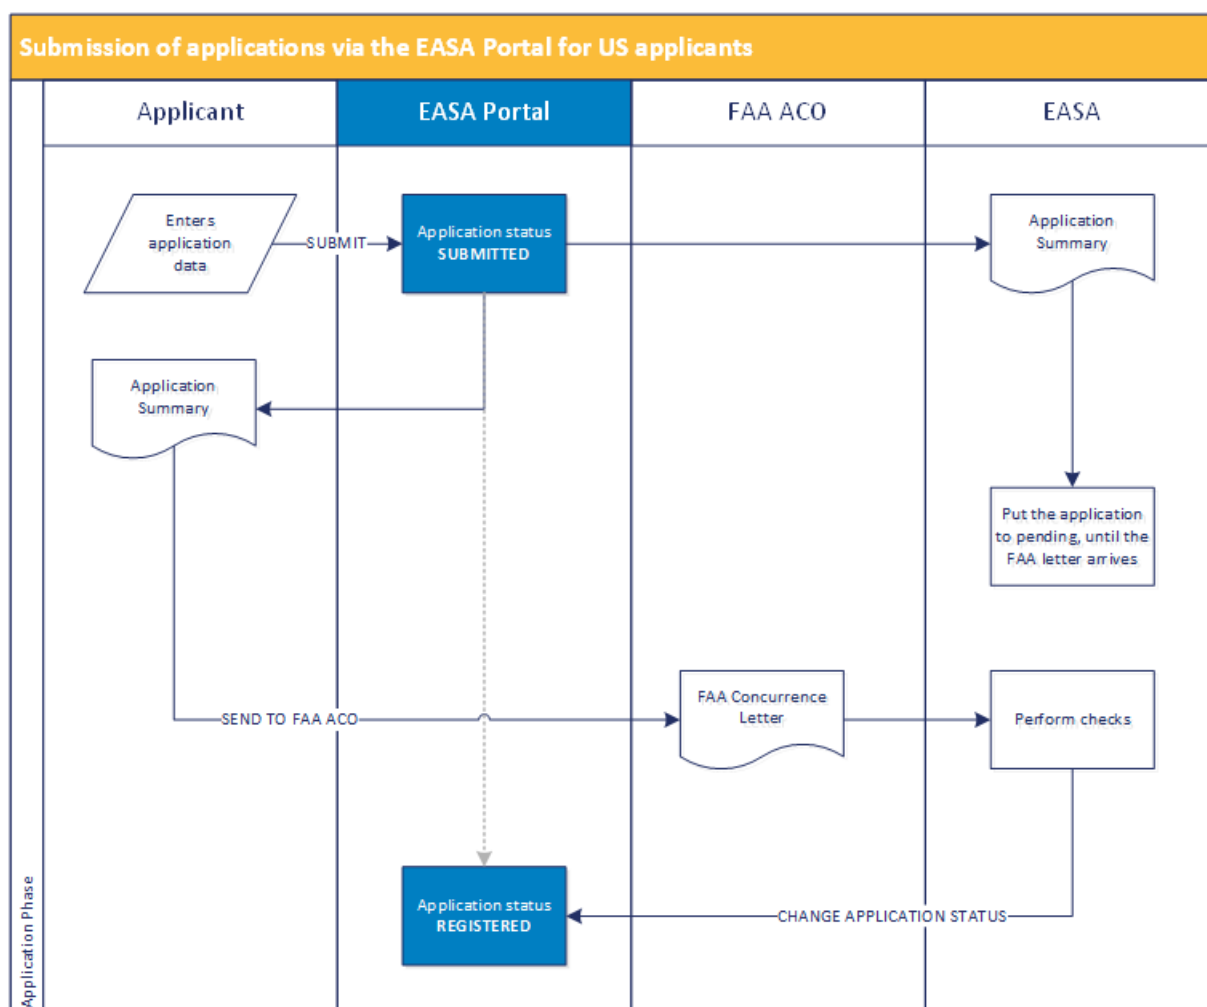 Submission of applications via the EASA Portal for US applicants
Applicant
EASA Portal
FAA ACO
EASA
Enters
application
data
SUBMIT
Application status
SUBMITTED
Application
Summary
Application
Summary
Put the application
to pending, until the
FAA letter arrives
SEND TO FAA ACO
FAA Concurrence
Letter
Perform checks
Application status
REGISTERED
CHANGE APPLICATION STATUS
Application Phase